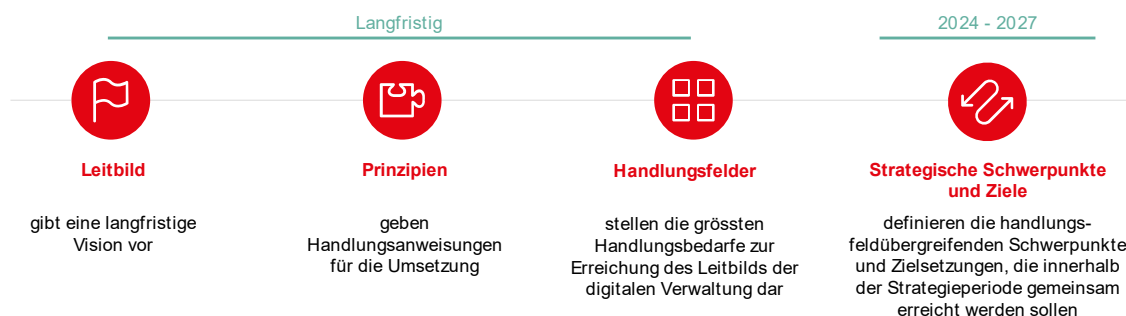 Langfristig
2024 - 2027
Leitbild
gibt eine langfristige
Vision vor
Prinzipien
geben
Handlungsanweisungen
für die Umsetzung
Handlungsfelder
stellen die grössten
Handlungsbedarfe zur
Erreichung des Leitbilds der
digitalen Verwaltung dar
Strategische Schwerpunkte
und Ziele
definieren die handlungs-
feldübergreifenden Schwerpunkte
und Zielsetzungen, die innerhalb
der Strategieperiode gemeinsam
erreicht werden sollen